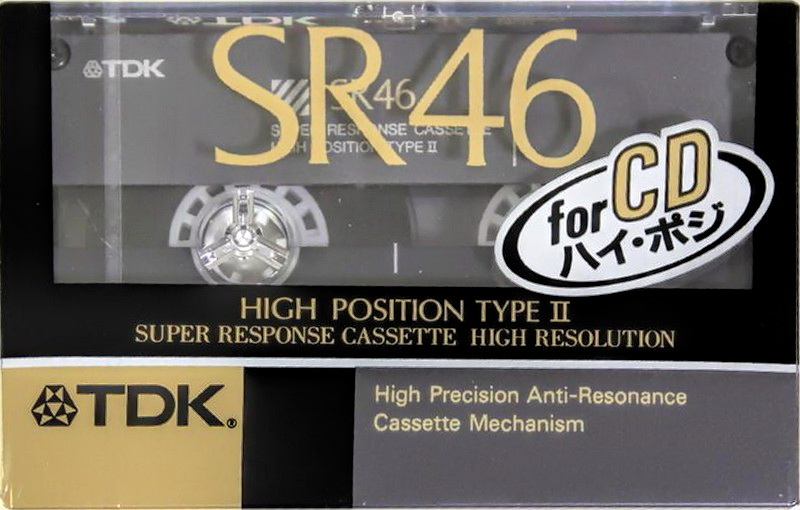 TDK
SR46
SR46
SUPER RESPONSE CASSETTE
HIGH POSITION TYPE II
for CD
ハイ・ポジ
HIGH POSITION TYPE II
SUPER RESPONSE CASSETTE HIGH RESOLUTION
TDK®
High Precision Anti-Resonance
Cassette Mechanism